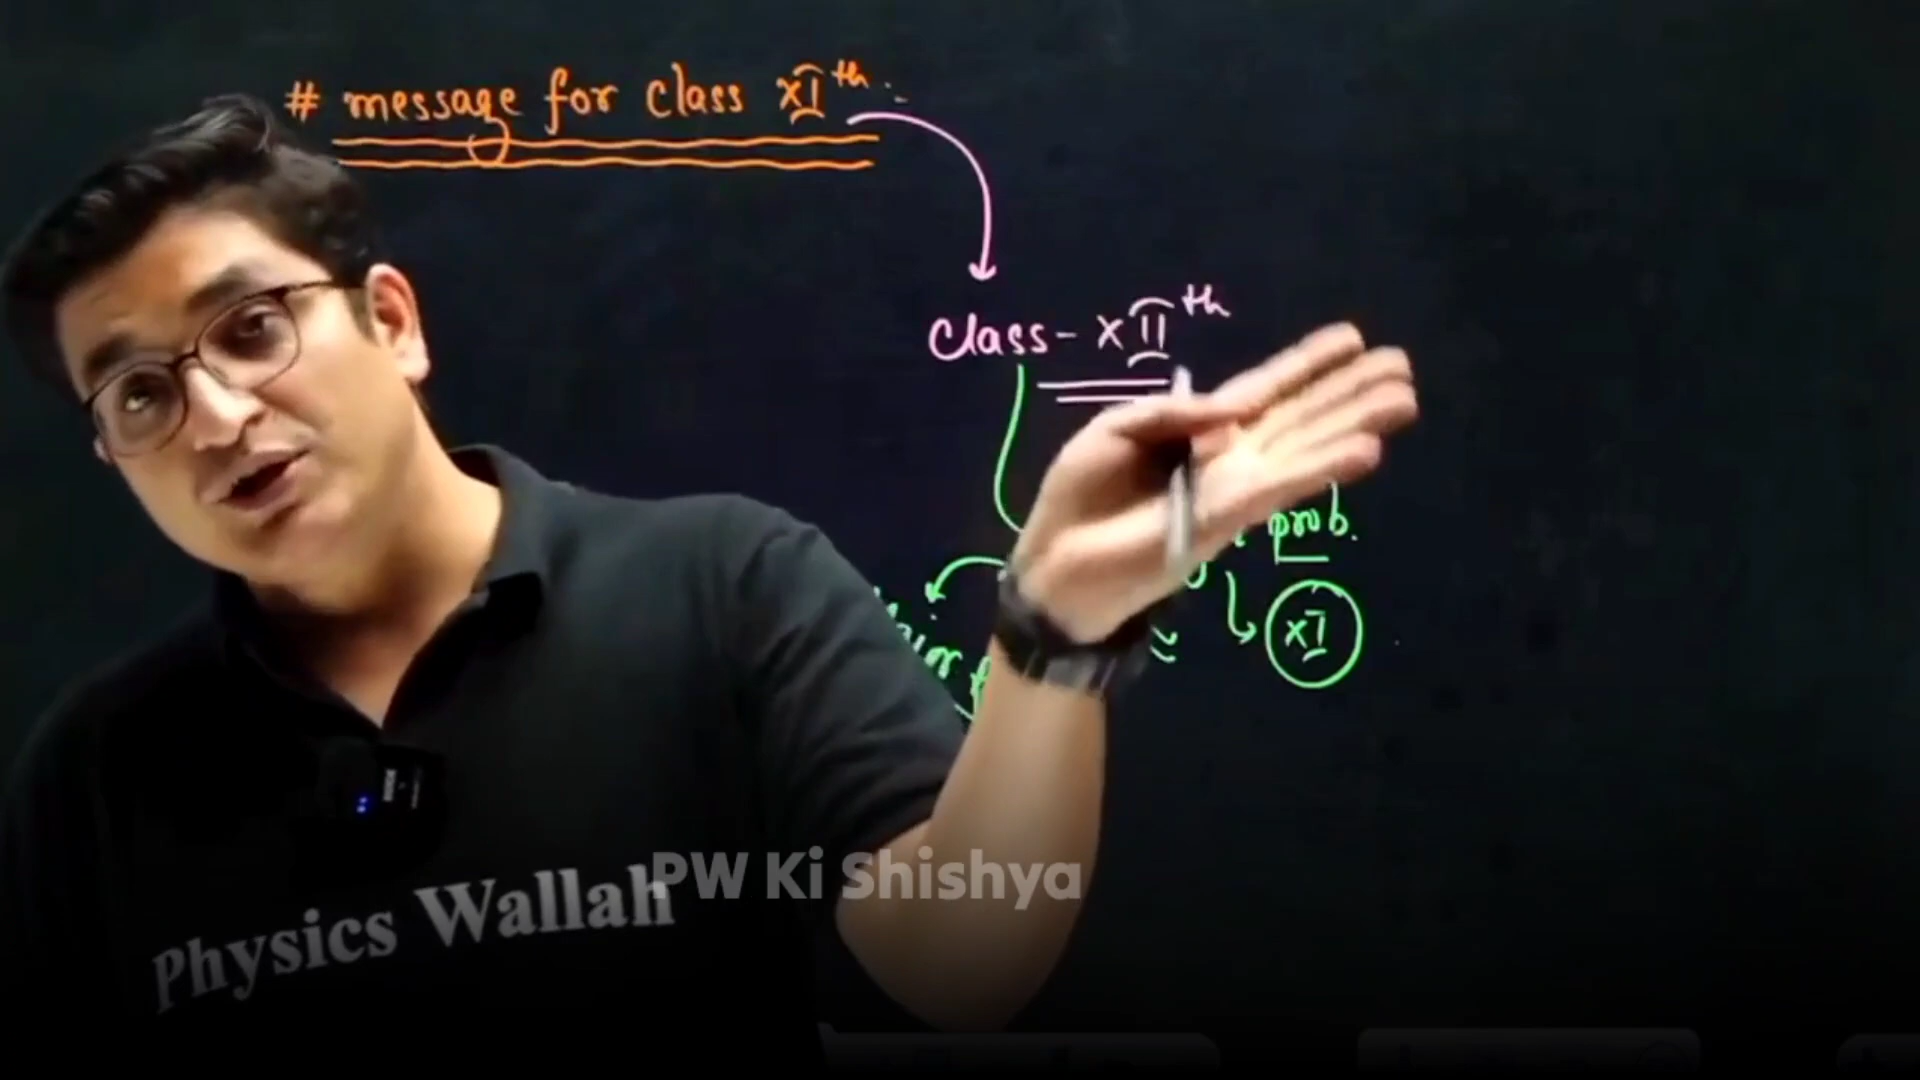 # message for class XIth :-
Class - XIIth
prob.
XI
PW Ki Shishya
Physics Wallah